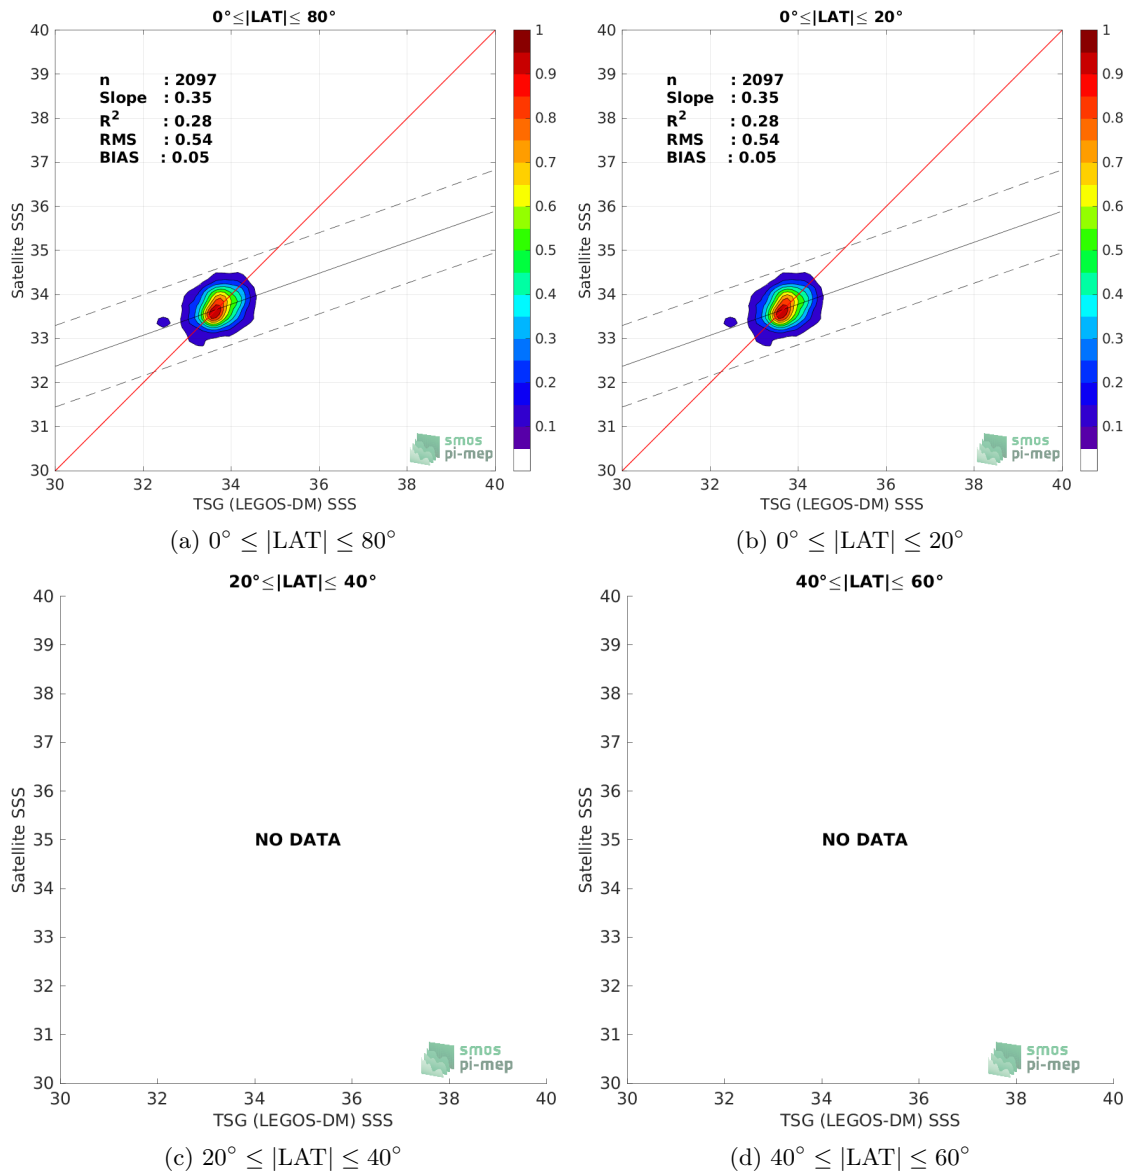 0°≤|LAT|≤ 80°
40
39
38
37
36
35
34
33
32
31
30
Satellite SSS
n : 2097
Slope : 0.35
R2 : 0.28
RMS : 0.54
BIAS : 0.05
smos
pi-mep
30 32 34 36 38 40
TSG (LEGOS-DM) SSS
1
0.9
0.8
0.7
0.6
0.5
0.4
0.3
0.2
0.1
(a) 0° ≤ |LAT| ≤ 80°
0°≤|LAT|≤ 20°
40
39
38
37
36
35
34
33
32
31
30
Satellite SSS
n : 2097
Slope : 0.35
R2 : 0.28
RMS : 0.54
BIAS : 0.05
smos
pi-mep
30 32 34 36 38 40
TSG (LEGOS-DM) SSS
1
0.9
0.8
0.7
0.6
0.5
0.4
0.3
0.2
0.1
(b) 0° ≤ |LAT| ≤ 20°
20°≤|LAT|≤ 40°
40
39
38
37
36
35
34
33
32
31
30
Satellite SSS
NO DATA
smos
pi-mep
30 32 34 36 38 40
TSG (LEGOS-DM) SSS
(c) 20° ≤ |LAT| ≤ 40°
40°≤|LAT|≤ 60°
40
39
38
37
36
35
34
33
32
31
30
Satellite SSS
NO DATA
smos
pi-mep
30 32 34 36 38 40
TSG (LEGOS-DM) SSS
(d) 40° ≤ |LAT| ≤ 60°